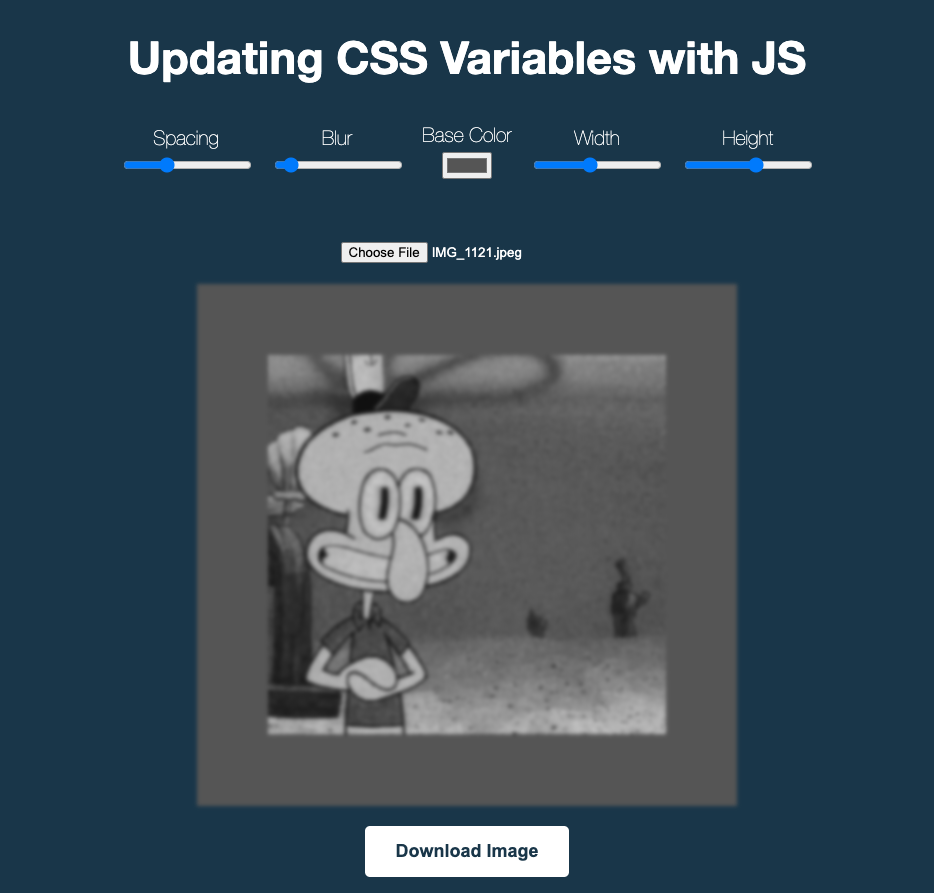 Updating CSS Variables with JS
Spacing
Blur
Base Color
Width
Height
Choose File IMG_1121.jpeg
Download Image